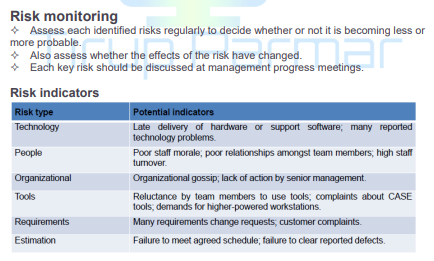 Risk monitoring
✧ Assess each identified risks regularly to decide whether or not it is becoming less or
more probable.
✧ Also assess whether the effects of the risk have changed.
✧ Each key risk should be discussed at management progress meetings.
Risk indicators
Risk type Potential indicators
Technology Late delivery of hardware or support software; many reported
technology problems.
People Poor staff morale; poor relationships amongst team members; high staff
turnover.
Organizational Organizational gossip; lack of action by senior management.
Tools Reluctance by team members to use tools; complaints about CASE
tools; demands for higher-powered workstations.
Requirements Many requirements change requests; customer complaints.
Estimation Failure to meet agreed schedule; failure to clear reported defects.